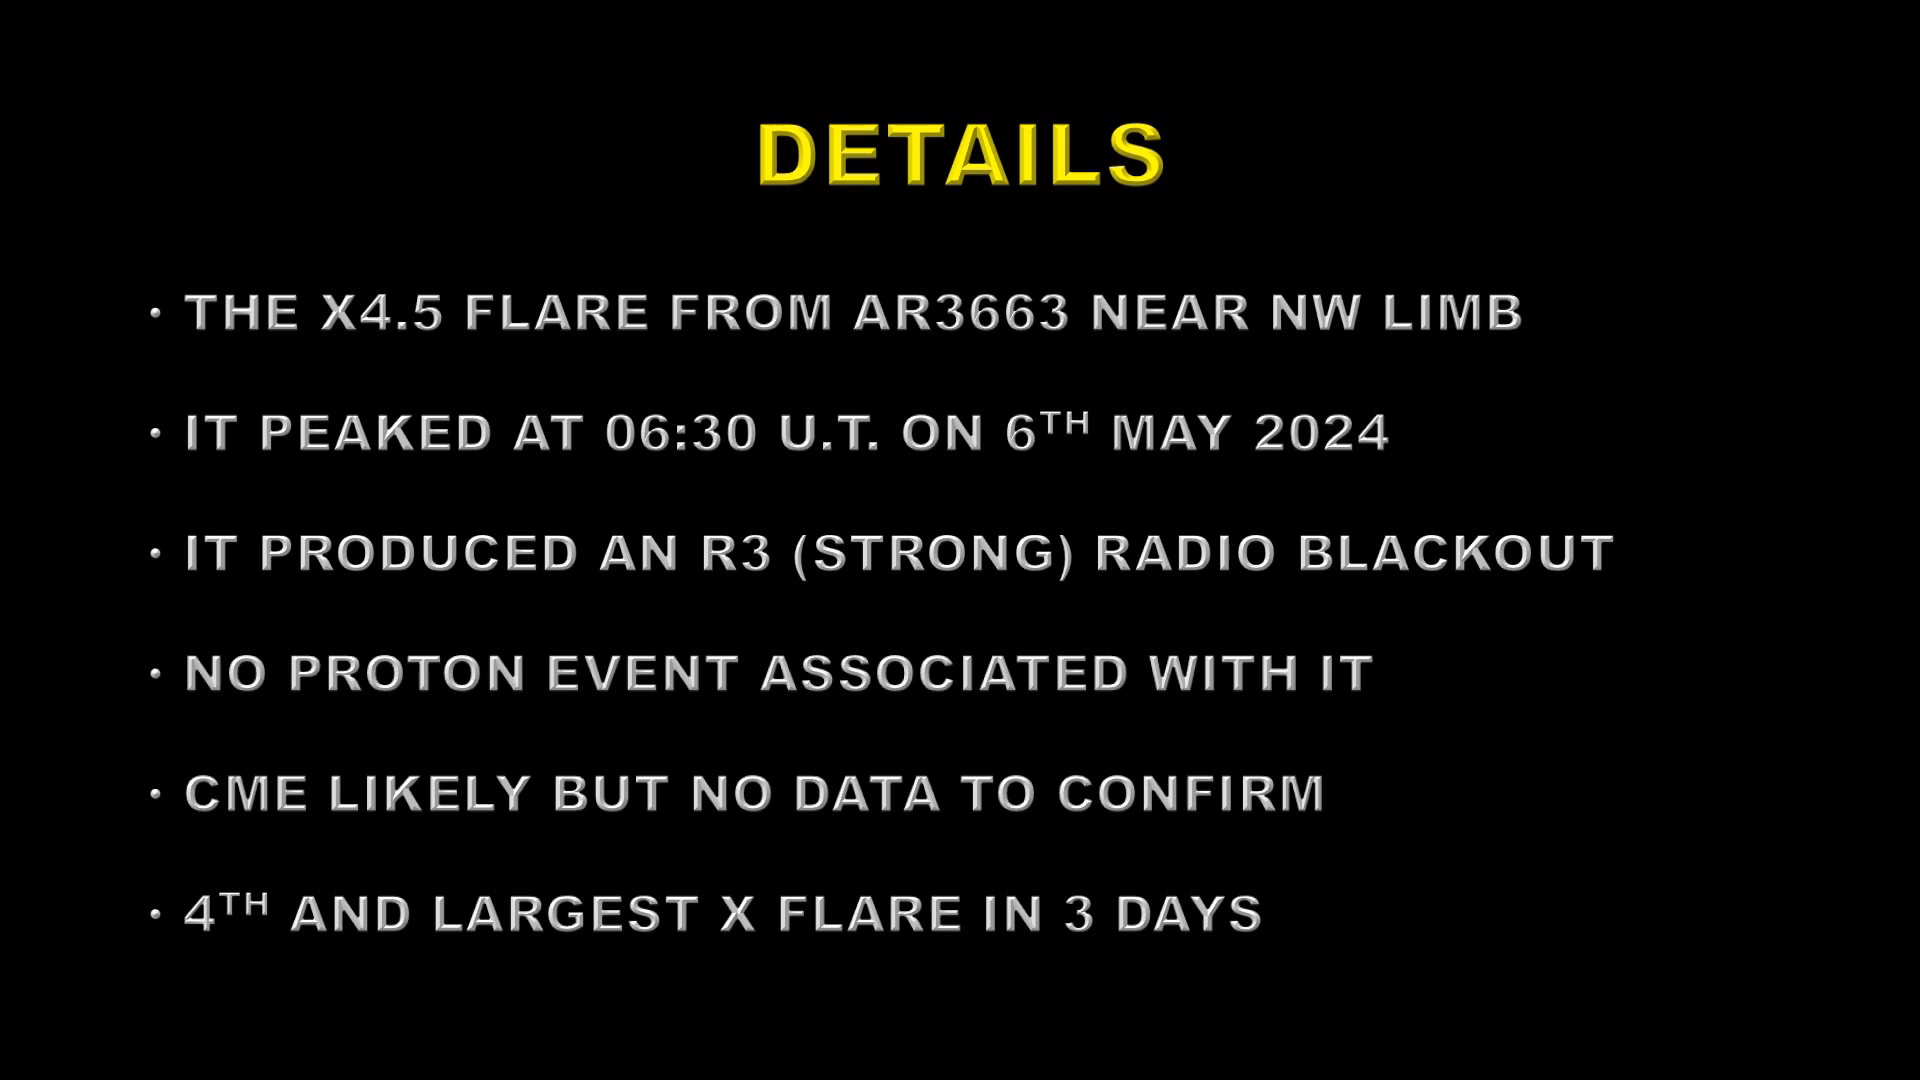 DETAILS
• THE X4.5 FLARE FROM AR3663 NEAR NW LIMB
• IT PEAKED AT 06:30 U.T. ON 6TH MAY 2024
• IT PRODUCED AN R3 (STRONG) RADIO BLACKOUT
• NO PROTON EVENT ASSOCIATED WITH IT
• CME LIKELY BUT NO DATA TO CONFIRM
• 4TH AND LARGEST X FLARE IN 3 DAYS